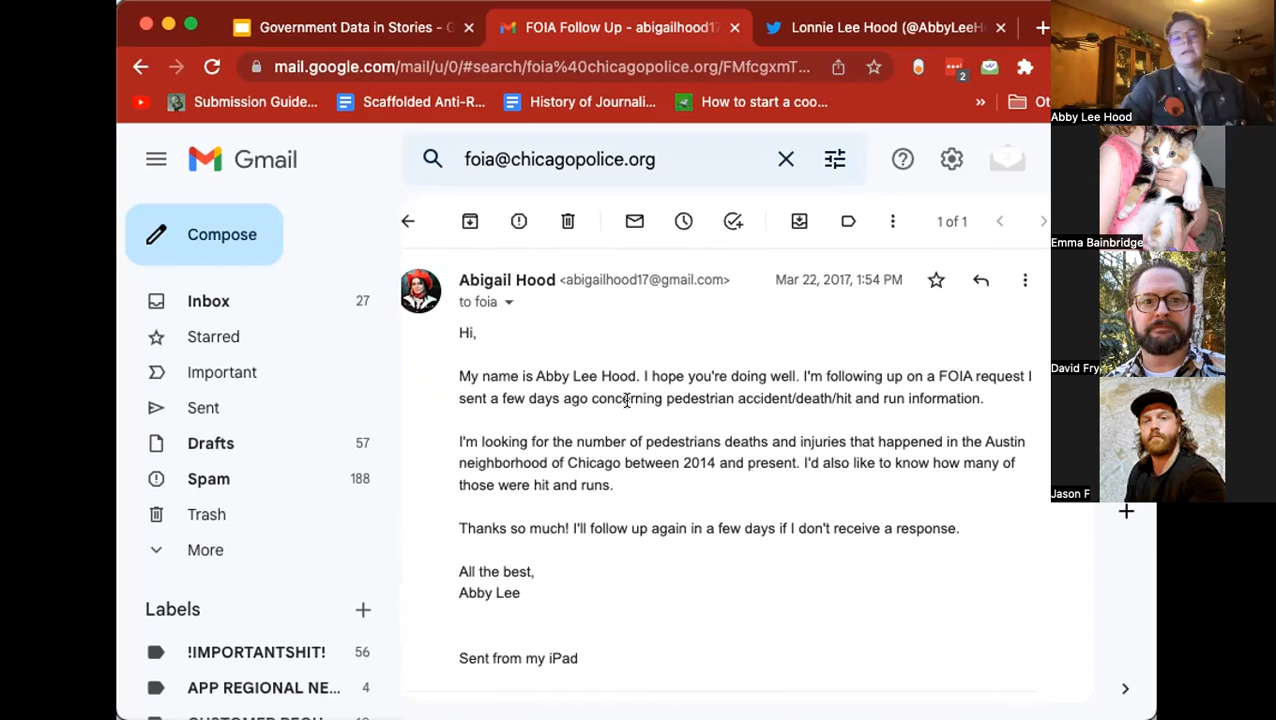 Government Data in Stories - G
FOIA Follow Up - abigailhood17
Lonnie Lee Hood (@AbbyLeeH
mail.google.com/mail/u/0/#search/foia%40chicagopolice.org/FMfcgxmT...
2
Submission Guide...
Scaffolded Anti-R...
History of Journali...
How to start a coo...
»
Ot
Gmail
foia@chicagopolice.org
Compose
1 of 1
Inbox 27
Starred
Important
Sent
Drafts 57
Spam 188
Trash
More
Labels
!IMPORTANTSHIT! 56
APP REGIONAL NE... 4
Abigail Hood <abigailhood17@gmail.com> Mar 22, 2017, 1:54 PM
to foia
Hi,
My name is Abby Lee Hood. I hope you're doing well. I'm following up on a FOIA request I
sent a few days ago concerning pedestrian accident/death/hit and run information.
I'm looking for the number of pedestrians deaths and injuries that happened in the Austin
neighborhood of Chicago between 2014 and present. I'd also like to know how many of
those were hit and runs.
Thanks so much! I'll follow up again in a few days if I don't receive a response.
All the best,
Abby Lee
Sent from my iPad
Abby Lee Hood
Emma Bainbridge
David Fry
Jason F